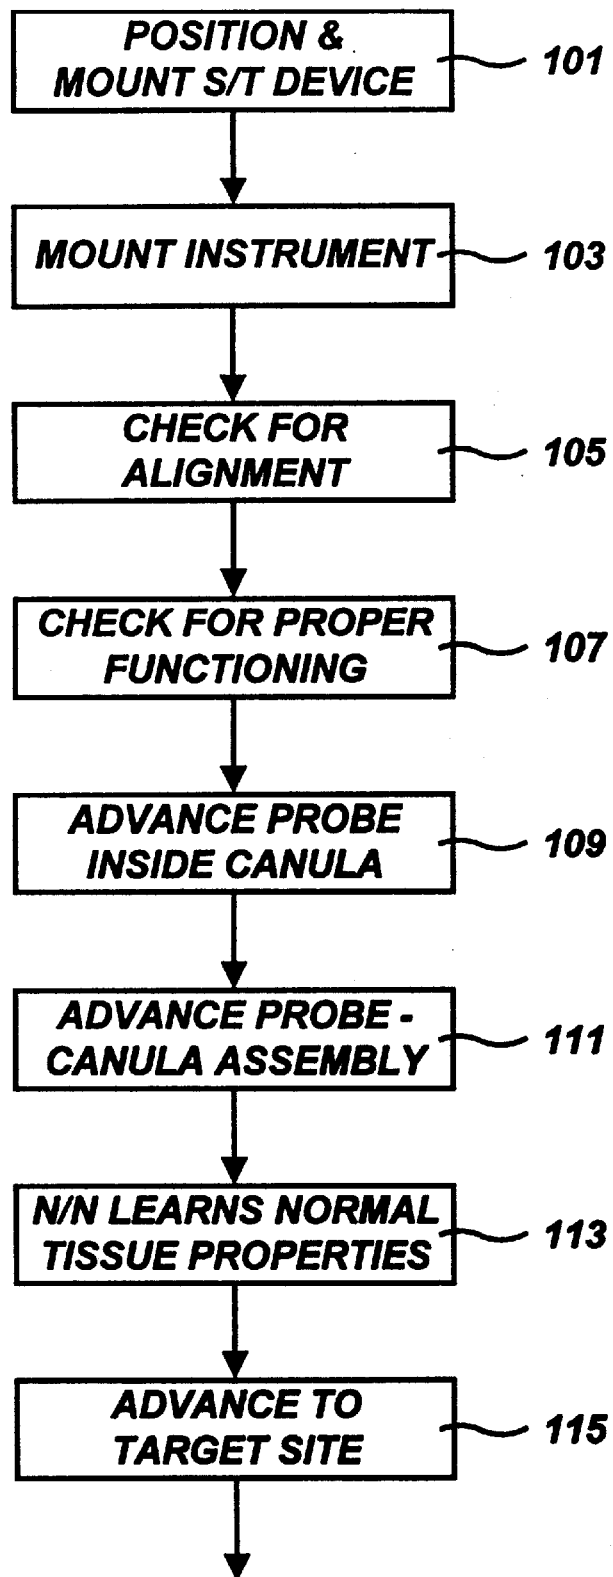 POSITION &
MOUNT S/T DEVICE
101
MOUNT INSTRUMENT
103
CHECK FOR
ALIGNMENT
105
CHECK FOR PROPER
FUNCTIONING
107
ADVANCE PROBE
INSIDE CANULA
109
ADVANCE PROBE -
CANULA ASSEMBLY
111
N/N LEARNS NORMAL
TISSUE PROPERTIES
113
ADVANCE TO
TARGET SITE
115